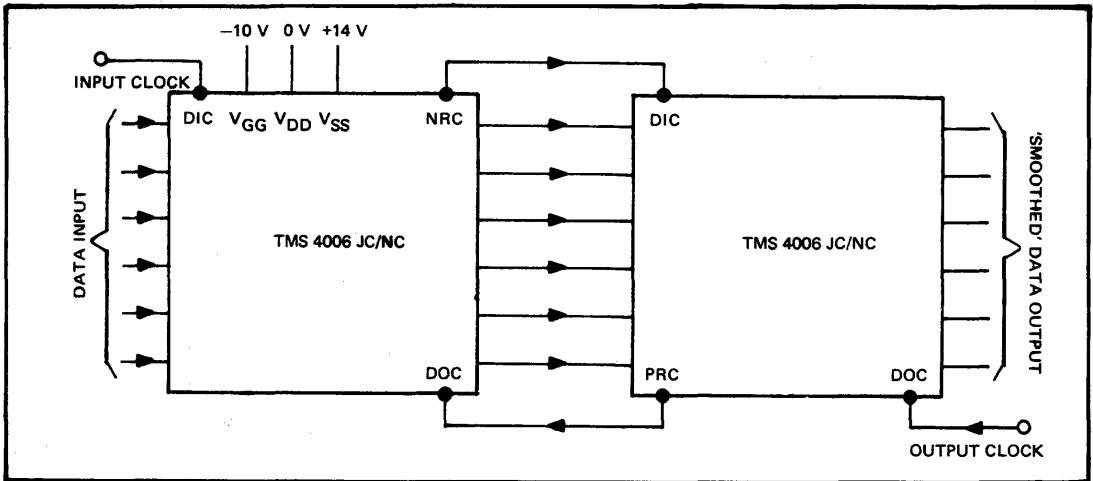 −10 V 0 V +14 V
INPUT CLOCK
DIC VGG VDD VSS NRC
DATA INPUT
TMS 4006 JC/NC
DOC
DIC
TMS 4006 JC/NC
PRC DOC
'SMOOTHED' DATA OUTPUT
OUTPUT CLOCK